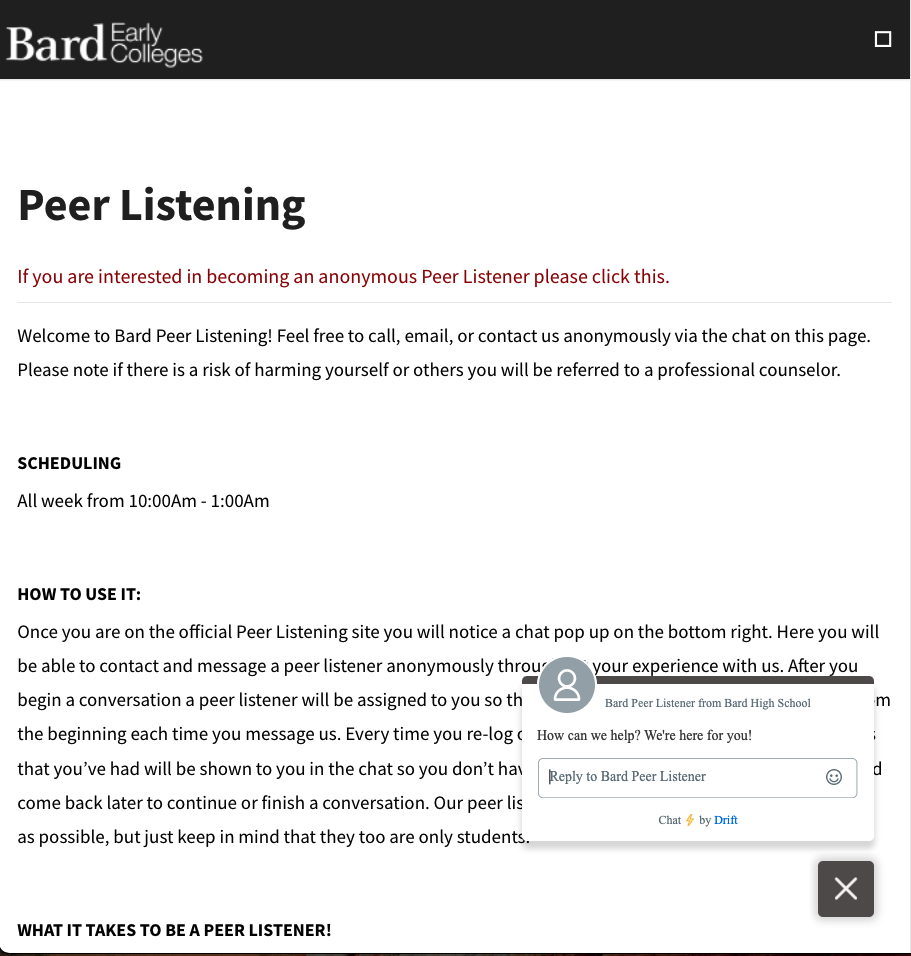 Bard Early Colleges
Peer Listening
If you are interested in becoming an anonymous Peer Listener please click this.
Welcome to Bard Peer Listening! Feel free to call, email, or contact us anonymously via the chat on this page.
Please note if there is a risk of harming yourself or others you will be referred to a professional counselor.
SCHEDULING
All week from 10:00Am - 1:00Am
HOW TO USE IT:
Once you are on the official Peer Listening site you will notice a chat pop up on the bottom right. Here you will
be able to contact and message a peer listener anonymously your experience with us. After you
begin a conversation a peer listener will be assigned to you so
the beginning each time you message us. Every time you re-log
that you've had will be shown to you in the chat so you don't
come back later to continue or finish a conversation. Our peer
as possible, but just keep in mind that they too are only students.
Bard Peer Listener from Bard High School
How can we help? We're here for you!
Reply to Bard Peer Listener
Chat ⚡ by Drift
WHAT IT TAKES TO BE A PEER LISTENER!